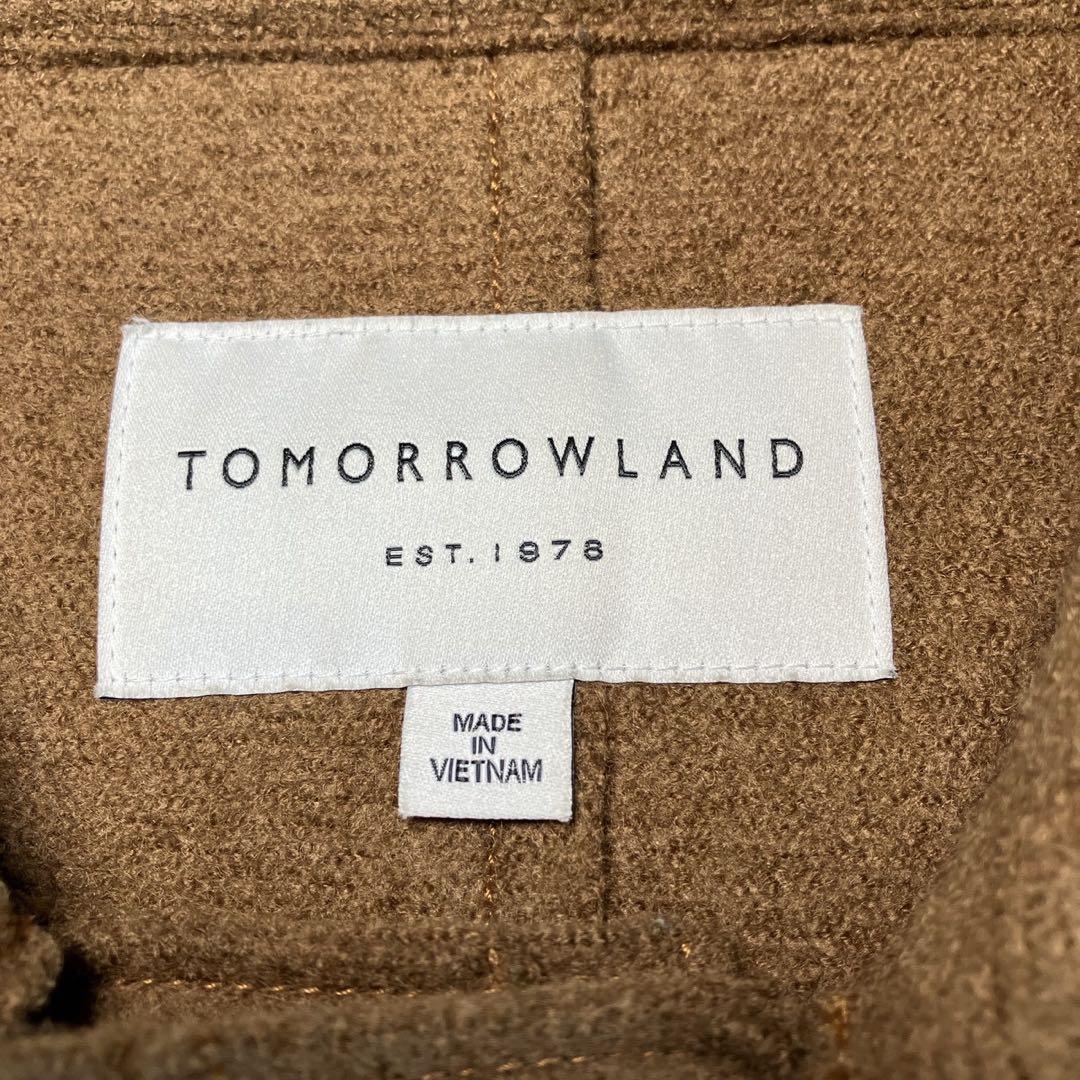 TOMORROWLAND
EST. 1978
MADE
IN
VIETNAM